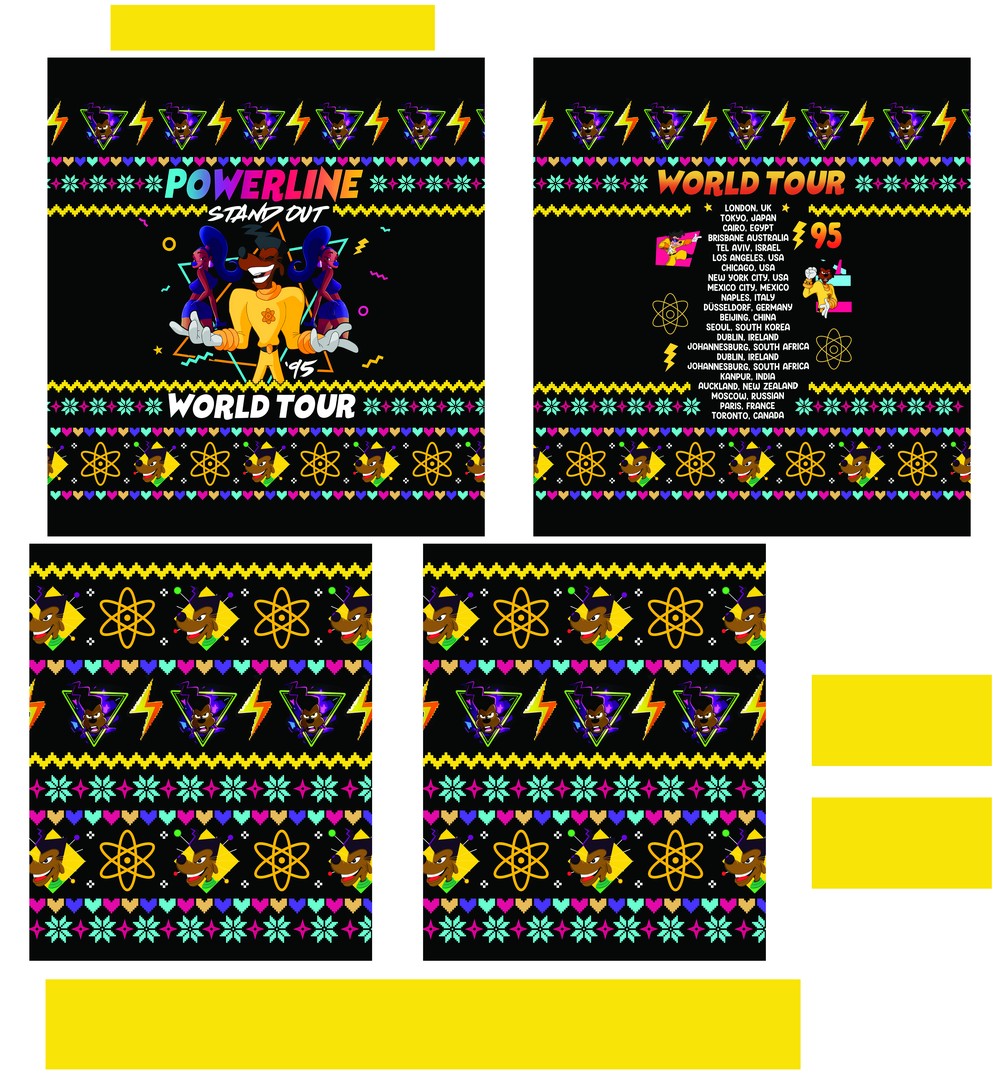 POWERLINE
STAND OUT
'95
WORLD TOUR
WORLD TOUR
LONDON, UK
TOKYO, JAPAN
CAIRO, EGYPT
BRISBANE AUSTRALIA
95
TEL AVIV, ISRAEL
LOS ANGELES, USA
CHICAGO, USA
NEW YORK CITY, USA
MEXICO CITY, MEXICO
NAPLES, ITALY
DÜSSELDORF, GERMANY
BEIJING, CHINA
SEOUL, SOUTH KOREA
DUBLIN, IRELAND
JOHANNESBURG, SOUTH AFRICA
DUBLIN, IRELAND
JOHANNESBURG, SOUTH AFRICA
KANPUR, INDIA
AUCKLAND, NEW ZEALAND
MOSCOW, RUSSIAN
PARIS, FRANCE
TORONTO, CANADA